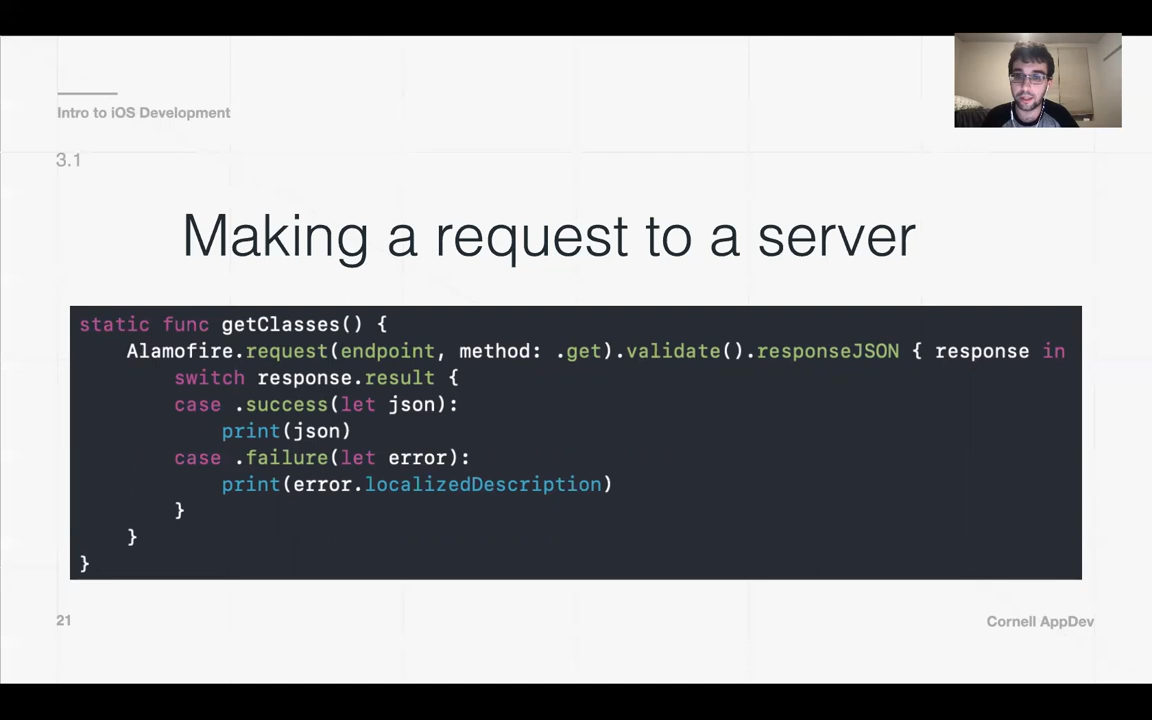 Intro to iOS Development
3.1
Making a request to a server
static func getClasses() {
    Alamofire.request(endpoint, method: .get).validate().responseJSON { response in
        switch response.result {
        case .success(let json):
            print(json)
        case .failure(let error):
            print(error.localizedDescription)
        }
    }
}
21
Cornell AppDev